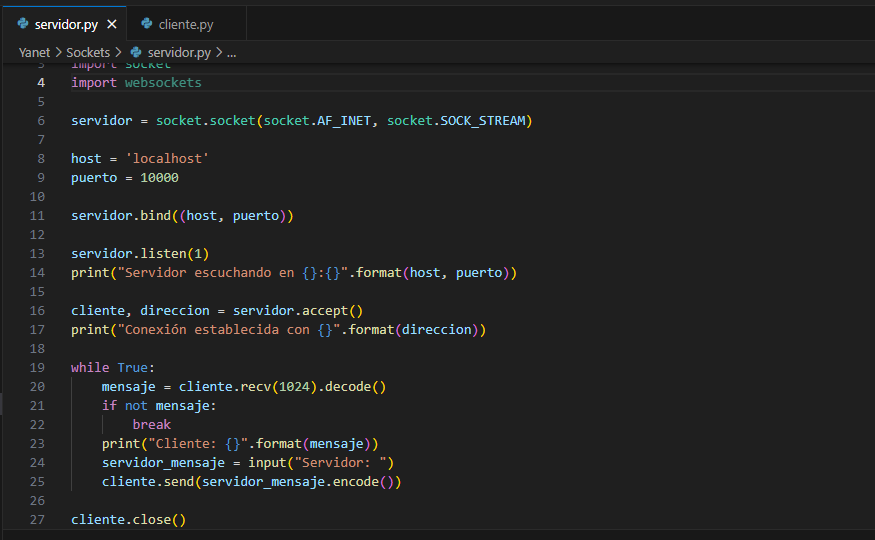 servidor.py
cliente.py
Yanet > Sockets > servidor.py > ...
3 import socket
4 import websockets
5
6 servidor = socket.socket(socket.AF_INET, socket.SOCK_STREAM)
7
8 host = 'localhost'
9 puerto = 10000
10
11 servidor.bind((host, puerto))
12
13 servidor.listen(1)
14 print("Servidor escuchando en {}:{}".format(host, puerto))
15
16 cliente, direccion = servidor.accept()
17 print("Conexión establecida con {}".format(direccion))
18
19 while True:
20     mensaje = cliente.recv(1024).decode()
21     if not mensaje:
22         break
23     print("Cliente: {}".format(mensaje))
24     servidor_mensaje = input("Servidor: ")
25     cliente.send(servidor_mensaje.encode())
26
27 cliente.close()